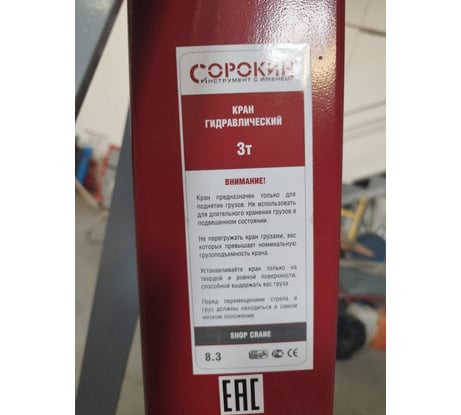 СОРОКИН
ИНСТРУМЕНТ С ИМЕНЕМ
КРАН
ГИДРАВЛИЧЕСКИЙ
3т
ВНИМАНИЕ!
Кран предназначен только для
поднятия грузов. Не использовать
для длительного хранения грузов в
подвешенном состоянии.
Не перегружать кран грузами, вес
которых превышает номинальную
грузоподъемность крана.
Устанавливайте кран только на
твердой и ровной поверхности,
способной выдержать вес груза.
Перед перемещением стрела и
груз должны находиться в самом
низком положении.
SHOP CRANE
8.3
CE
EAC